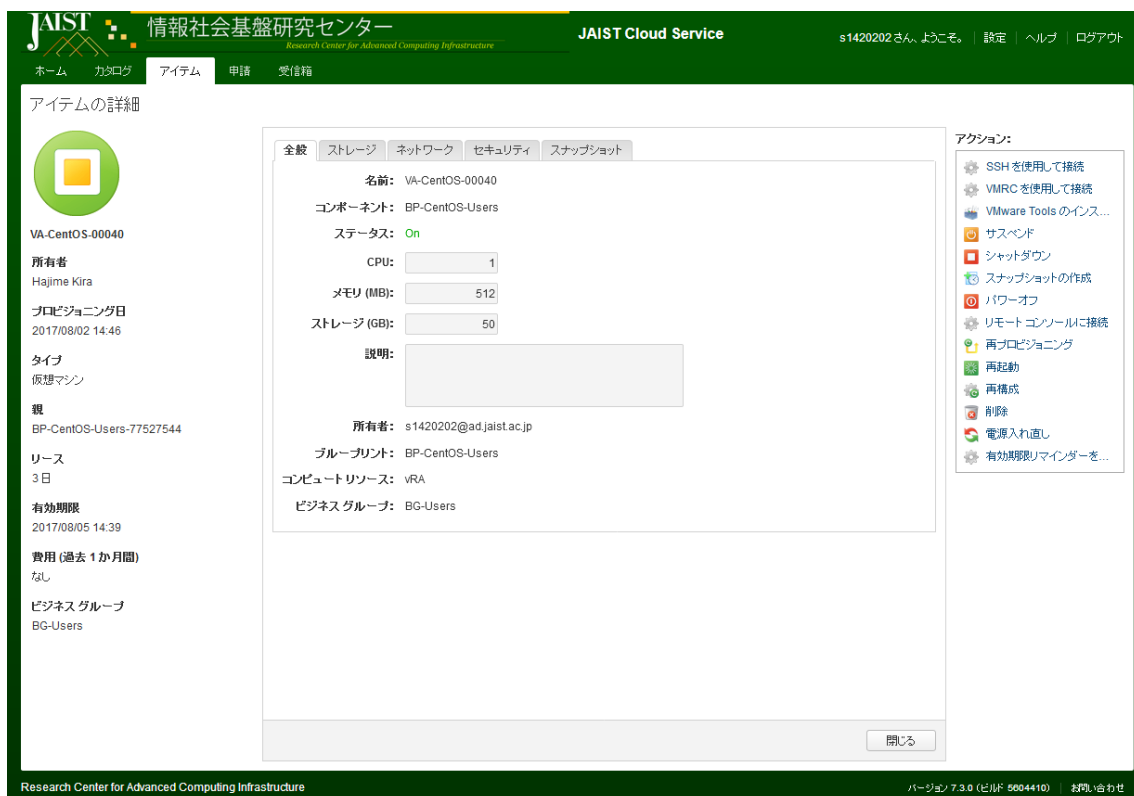 JAIST
情報社会基盤研究センター
Research Center for Advanced Computing Infrastructure
JAIST Cloud Service
s1420202さん、ようこそ。 | 設定 | ヘルプ | ログアウト
ホーム カタログ アイテム 申請 受信箱
アイテムの詳細
VA-CentOS-00040
所有者
Hajime Kira
プロビジョニング日
2017/08/02 14:46
タイプ
仮想マシン
親
BP-CentOS-Users-77527544
リース
3 日
有効期限
2017/08/05 14:39
費用 (過去 1 か月間)
なし
ビジネス グループ
BG-Users
全般 ストレージ ネットワーク セキュリティ スナップショット
名前: VA-CentOS-00040
コンポーネント: BP-CentOS-Users
ステータス: On
CPU: 1
メモリ (MB): 512
ストレージ (GB): 50
説明:
所有者: s1420202@ad.jaist.ac.jp
ブループリント: BP-CentOS-Users
コンピュート リソース: vRA
ビジネス グループ: BG-Users
閉じる
アクション:
SSH を使用して接続
VMRC を使用して接続
VMware Tools のインス...
サスペンド
シャットダウン
スナップショットの作成
パワーオフ
リモート コンソールに接続
再プロビジョニング
再起動
再構成
削除
電源入れ直し
有効期限リマインダーを...
Research Center for Advanced Computing Infrastructure
バージョン 7.3.0 (ビルド 5604410) | お問い合わせ